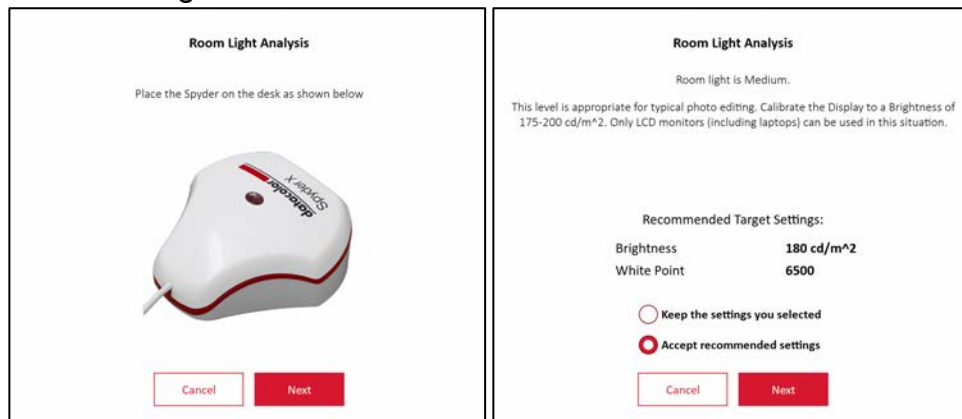 Room Light Analysis
Place the Spyder on the desk as shown below
datacolor
Spyder X
Cancel
Next
Room Light Analysis
Room light is Medium.
This level is appropriate for typical photo editing. Calibrate the Display to a Brightness of
175-200 cd/m^2. Only LCD monitors (including laptops) can be used in this situation.
Recommended Target Settings:
Brightness 180 cd/m^2
White Point 6500
Keep the settings you selected
Accept recommended settings
Cancel
Next